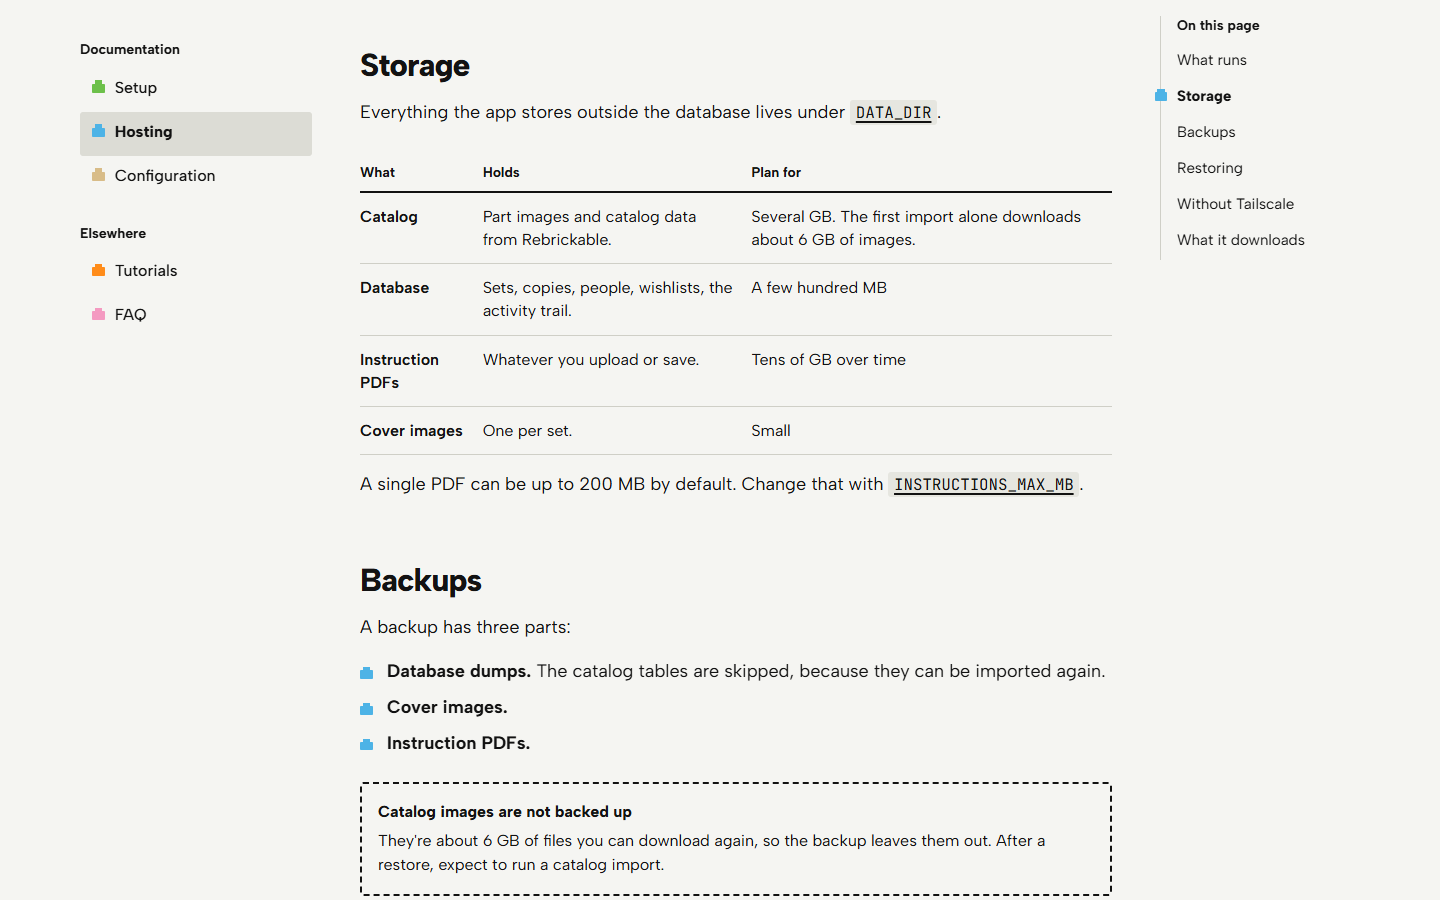 Documentation
Setup
Hosting
Configuration
Elsewhere
Tutorials
FAQ
Storage
Everything the app stores outside the database lives under DATA_DIR.
What Holds Plan for
Catalog Part images and catalog data Several GB. The first import alone downloads
from Rebrickable. about 6 GB of images.
Database Sets, copies, people, wishlists, the A few hundred MB
activity trail.
Instruction Whatever you upload or save. Tens of GB over time
PDFs
Cover images One per set. Small
A single PDF can be up to 200 MB by default. Change that with INSTRUCTIONS_MAX_MB.
Backups
A backup has three parts:
Database dumps. The catalog tables are skipped, because they can be imported again.
Cover images.
Instruction PDFs.
Catalog images are not backed up
They're about 6 GB of files you can download again, so the backup leaves them out. After a
restore, expect to run a catalog import.
On this page
What runs
Storage
Backups
Restoring
Without Tailscale
What it downloads